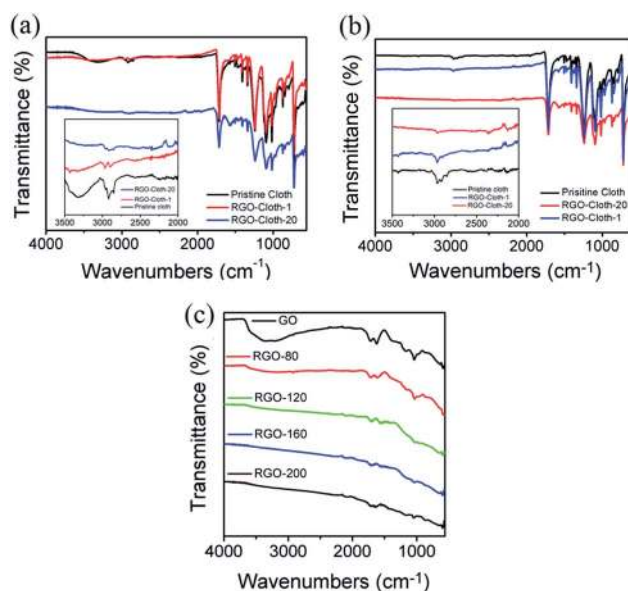 (a)
Transmittance (%)
RGO-Cloth-20
RGO-Cloth-1
Pristine cloth
3500 3000 2500 2000
Pristine Cloth
RGO-Cloth-1
RGO-Cloth-20
4000 3000 2000 1000
Wavenumbers (cm-1)
(b)
Transmittance (%)
Pristine cloth
RGO-Cloth-1
RGO-Cloth-20
3500 3000 2500 2000
Prisitine Cloth
RGO-Cloth-20
RGO-Cloth-1
4000 3000 2000 1000
Wavenumbers (cm-1)
(c)
Transmittance (%)
GO
RGO-80
RGO-120
RGO-160
RGO-200
4000 3000 2000 1000
Wavenumbers (cm-1)